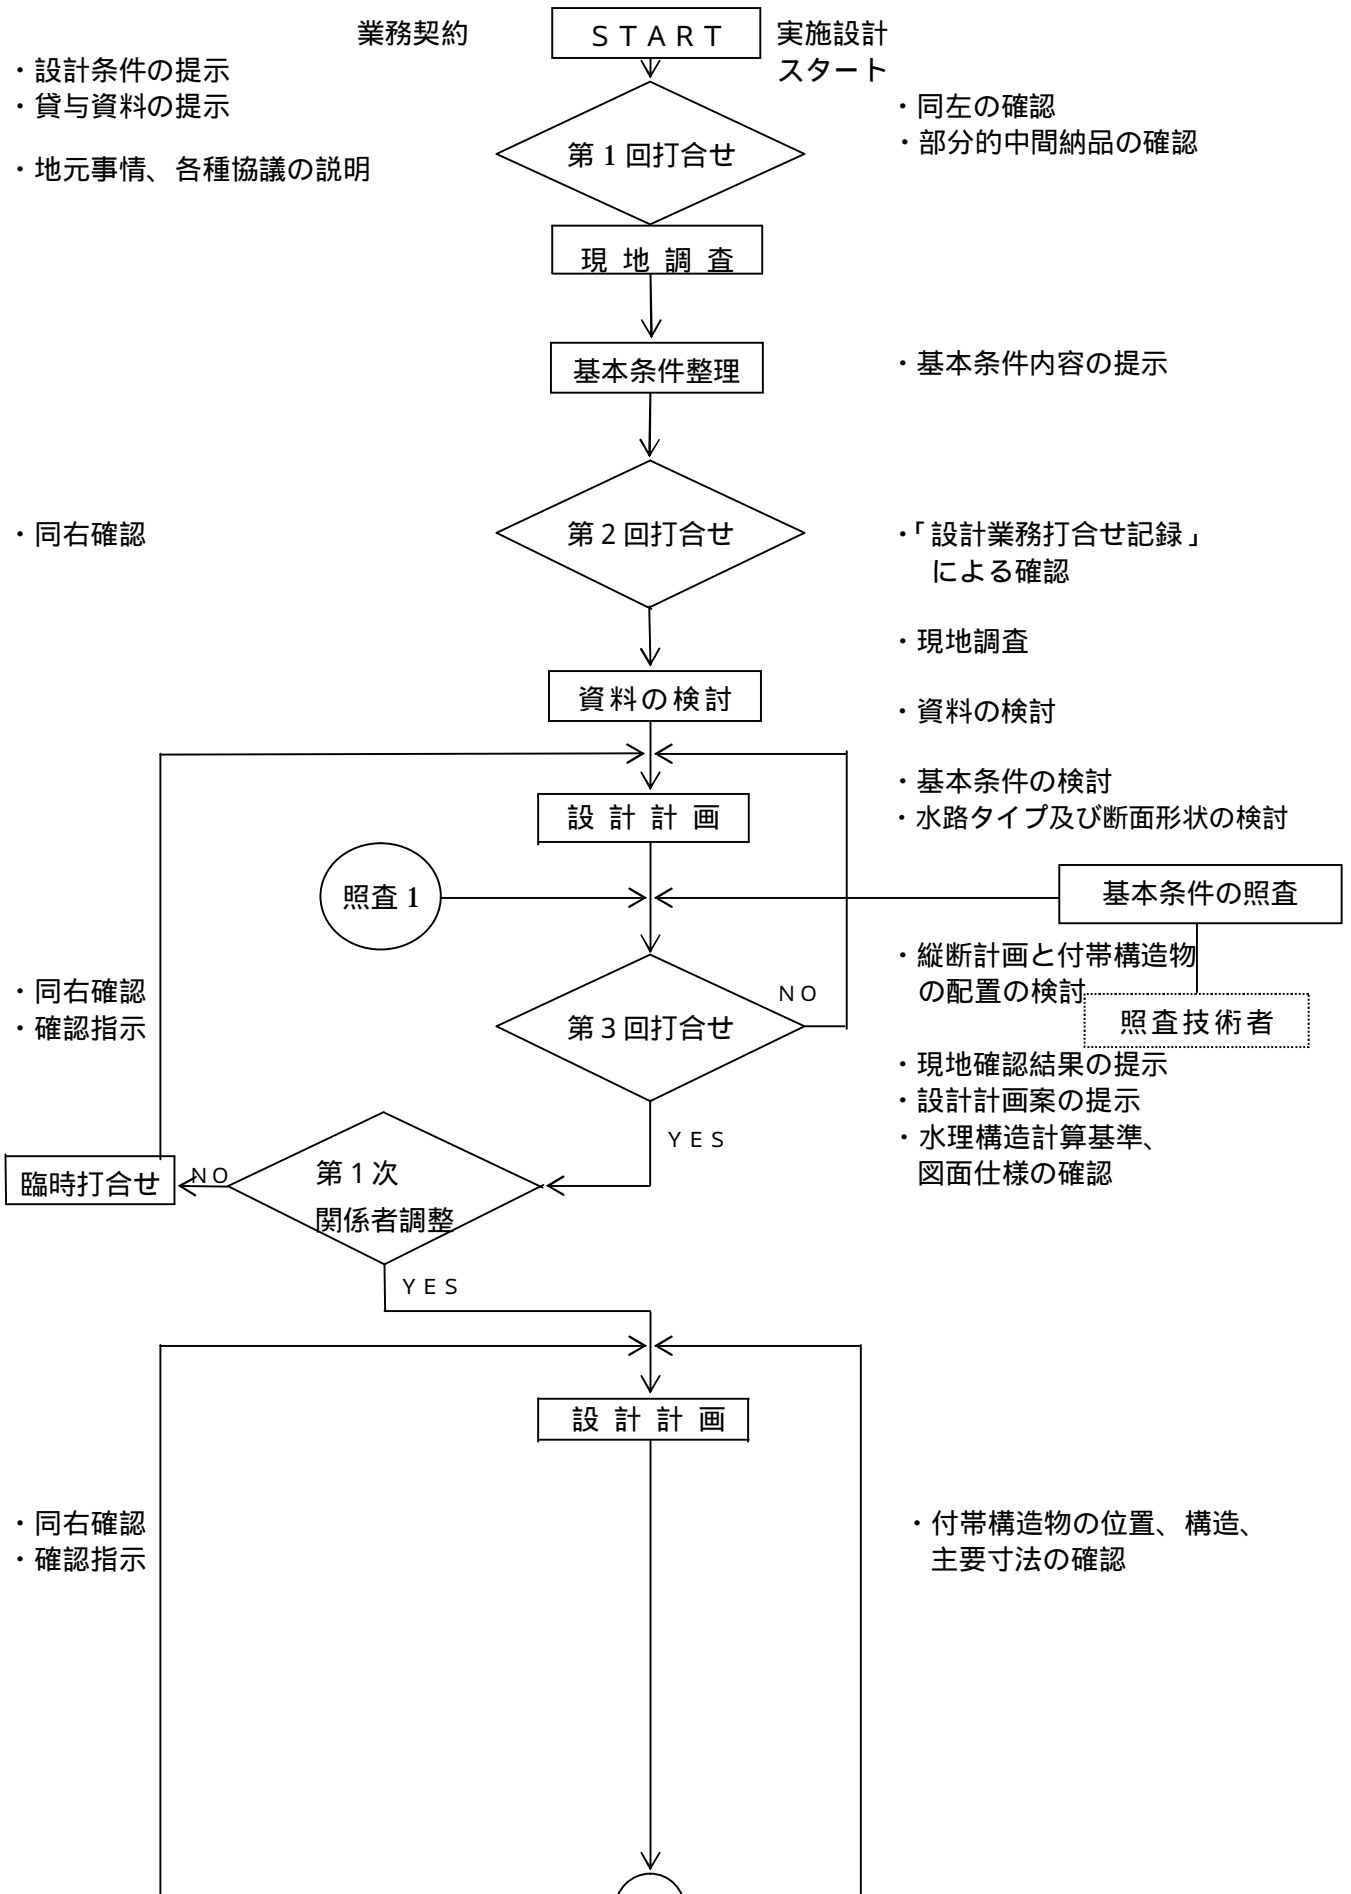 業務契約
ＳＴＡＲＴ
実施設計
スタート
・設計条件の提示
・貸与資料の提示
・地元事情、各種協議の説明
第１回打合せ
・同左の確認
・部分的中間納品の確認
現地調査
基本条件整理
・基本条件内容の提示
・同右確認
第２回打合せ
・「設計業務打合せ記録」
による確認
・現地調査
資料の検討
・資料の検討
・基本条件の検討
・水路タイプ及び断面形状の検討
設計計画
照査１
基本条件の照査
・縦断計画と付帯構造物
の配置の検討
照査技術者
・同右確認
・確認指示
第３回打合せ
ＮＯ
・現地確認結果の提示
・設計計画案の提示
・水理構造計算基準、
図面仕様の確認
ＹＥＳ
臨時打合せ
ＮＯ
第１次
関係者調整
ＹＥＳ
設計計画
・同右確認
・確認指示
・付帯構造物の位置、構造、
主要寸法の確認